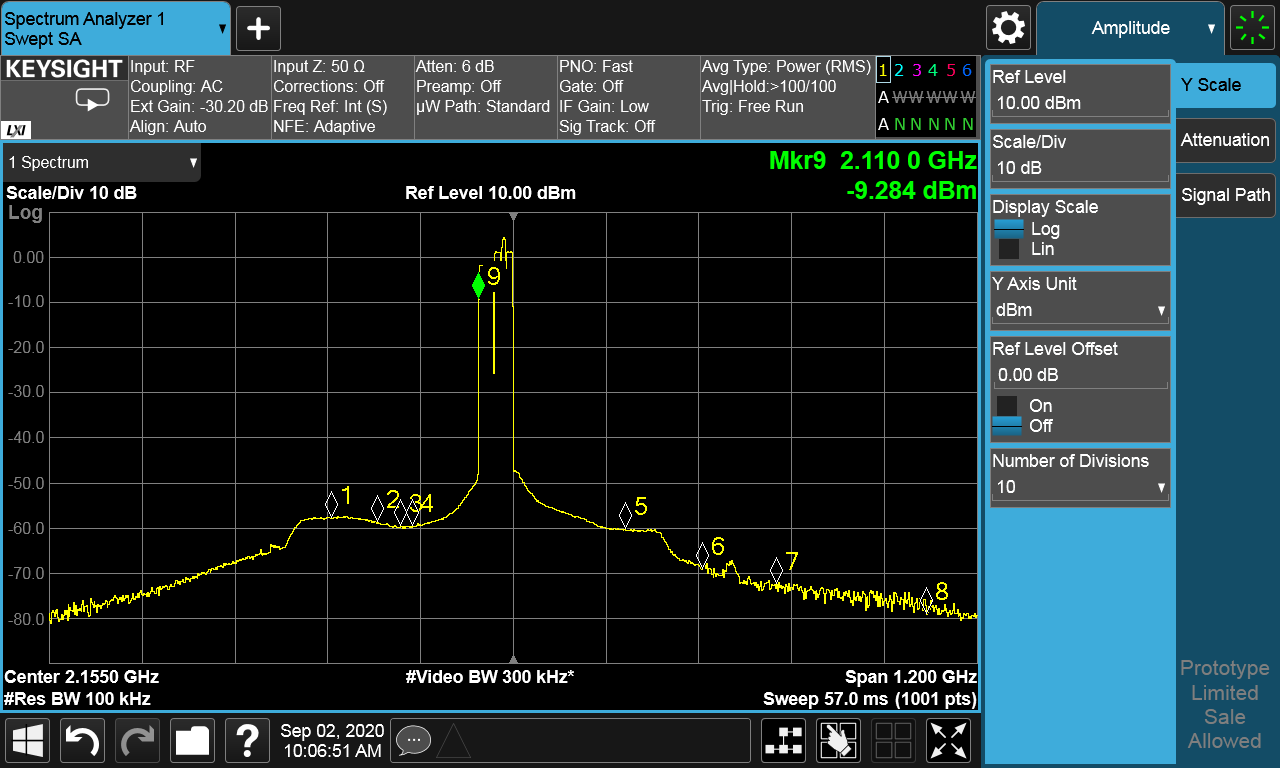 Spectrum Analyzer 1
Swept SA
Amplitude
KEYSIGHT
LXI
Input: RF
Coupling: AC
Ext Gain: -30.20 dB
Align: Auto
Input Z: 50 Ω
Corrections: Off
Freq Ref: Int (S)
NFE: Adaptive
Atten: 6 dB
Preamp: Off
µW Path: Standard
PNO: Fast
Gate: Off
IF Gain: Low
Sig Track: Off
Avg Type: Power (RMS)
Avg|Hold:>100/100
Trig: Free Run
1 2 3 4 5 6
A W W W W W
A N N N N N
1 Spectrum
Mkr9 2.110 0 GHz
-9.284 dBm
Scale/Div 10 dB
Ref Level 10.00 dBm
Log
0.00
-10.0
-20.0
-30.0
-40.0
-50.0
-60.0
-70.0
-80.0
9
1
2
3
4
5
6
7
8
Center 2.1550 GHz
#Video BW 300 kHz*
Span 1.200 GHz
#Res BW 100 kHz
Sweep 57.0 ms (1001 pts)
Ref Level
10.00 dBm
Scale/Div
10 dB
Display Scale
Log
Lin
Y Axis Unit
dBm
Ref Level Offset
0.00 dB
On
Off
Number of Divisions
10
Y Scale
Attenuation
Signal Path
Prototype
Limited
Sale
Allowed
?
Sep 02, 2020
10:06:51 AM